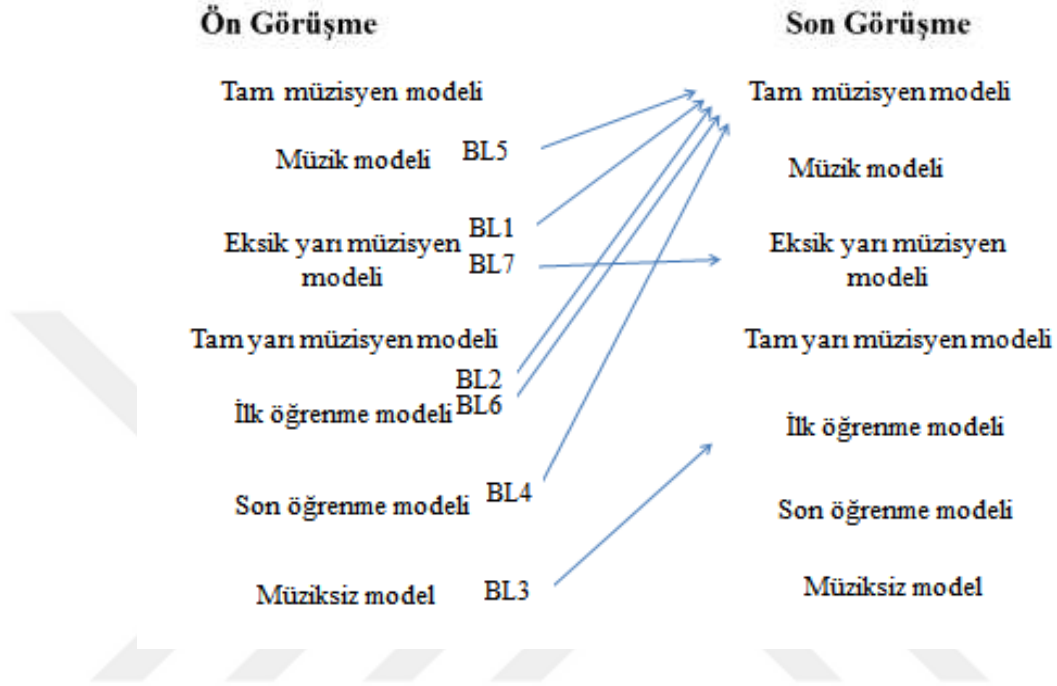 Ön Görüşme Son Görüşme
Tam müzisyen modeli Tam müzisyen modeli
Müzik modeli BL5 Müzik modeli
Eksik yarı müzisyen BL1 Eksik yarı müzisyen
modeli BL7 modeli
Tam yarı müzisyen modeli Tam yarı müzisyen modeli
BL2
İlk öğrenme modeli BL6 İlk öğrenme modeli
Son öğrenme modeli BL4 Son öğrenme modeli
Müziksiz model BL3 Müziksiz model